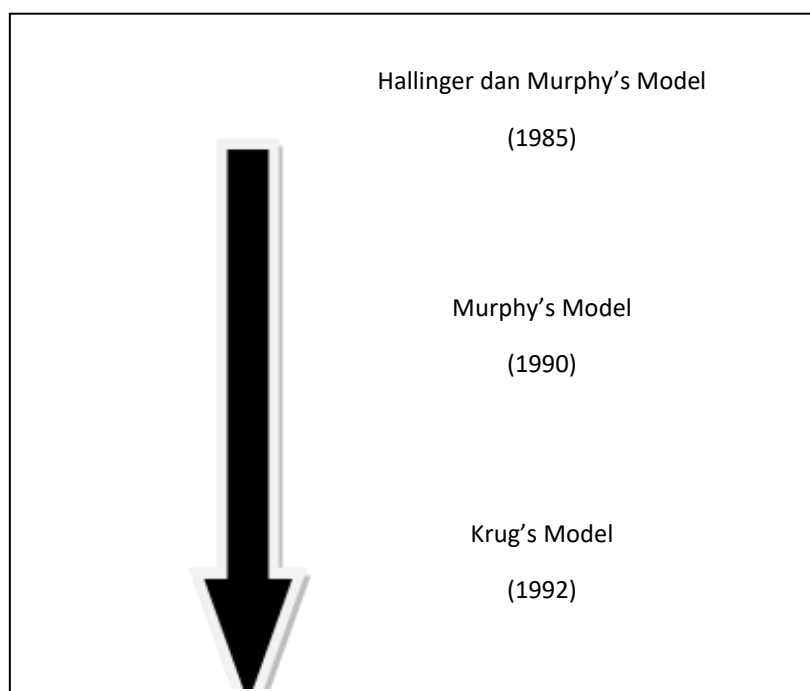 Hallinger dan Murphy’s Model
(1985)
Murphy’s Model
(1990)
Krug’s Model
(1992)